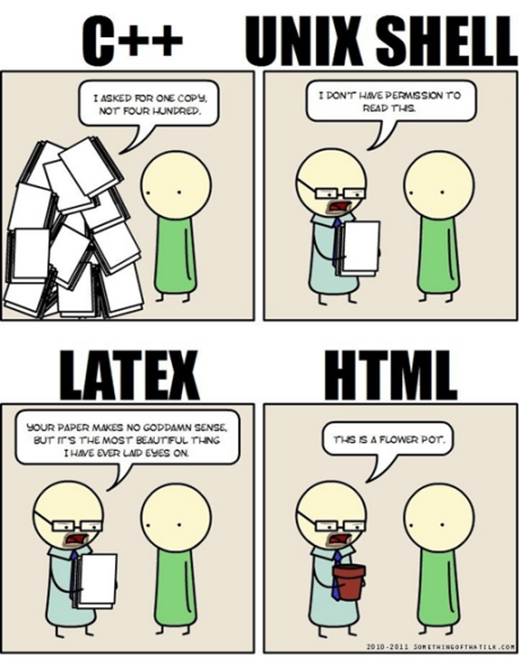 C++
UNIX SHELL
I ASKED FOR ONE COPY,
NOT FOUR HUNDRED.
I DON'T HAVE PERMISSION TO
READ THIS.
LATEX
HTML
YOUR PAPER MAKES NO GODDAMN SENSE,
BUT IT'S THE MOST BEAUTIFUL THING
I HAVE EVER LAID EYES ON.
THIS IS A FLOWER POT.
2010-2011 SOMETHINGOFTHATILK.COM